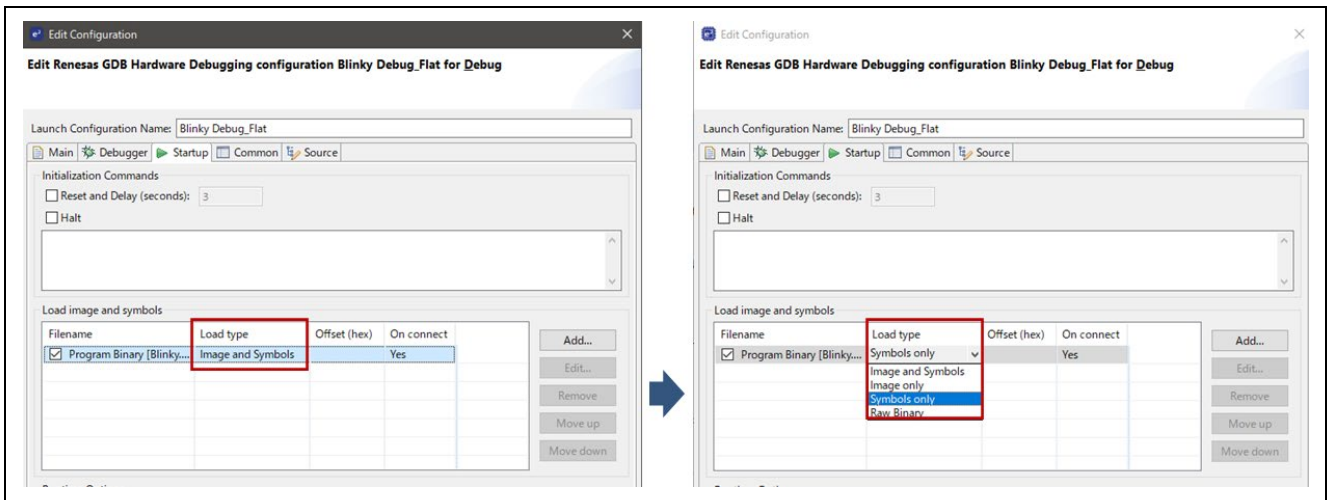 Edit Configuration
Edit Renesas GDB Hardware Debugging configuration Blinky Debug_Flat for Debug
Launch Configuration Name: Blinky Debug_Flat
Main Debugger Startup Common Source
Initialization Commands
Reset and Delay (seconds): 3
Halt
Load image and symbols
Filename Load type Offset (hex) On connect
Program Binary [Blinky.... Image and Symbols Yes
Add...
Edit...
Remove
Move up
Move down
Edit Configuration
Edit Renesas GDB Hardware Debugging configuration Blinky Debug_Flat for Debug
Launch Configuration Name: Blinky Debug_Flat
Main Debugger Startup Common Source
Initialization Commands
Reset and Delay (seconds): 3
Halt
Load image and symbols
Filename Load type Offset (hex) On connect
Program Binary [Blinky.... Symbols only Yes
Image and Symbols
Image only
Symbols only
Raw Binary
Add...
Edit...
Remove
Move up
Move down